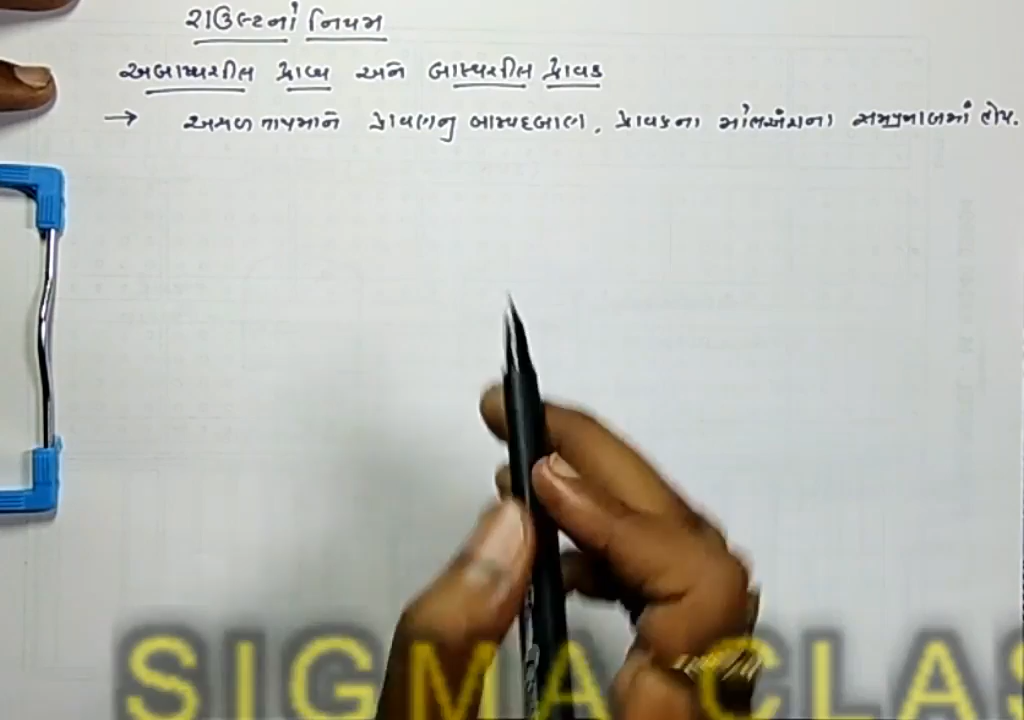 રાઉલ્ટનાં નિયમ
અબાષ્પશીલ દ્રાવ્ય અને બાષ્પશીલ દ્રાવક
→ અચળ તાપમાને દ્રાવણનુ બાષ્પદબાણ, દ્રાવકના મોલઅંશના સમપ્રમાણમાં હોય.
SIGMA CLAS